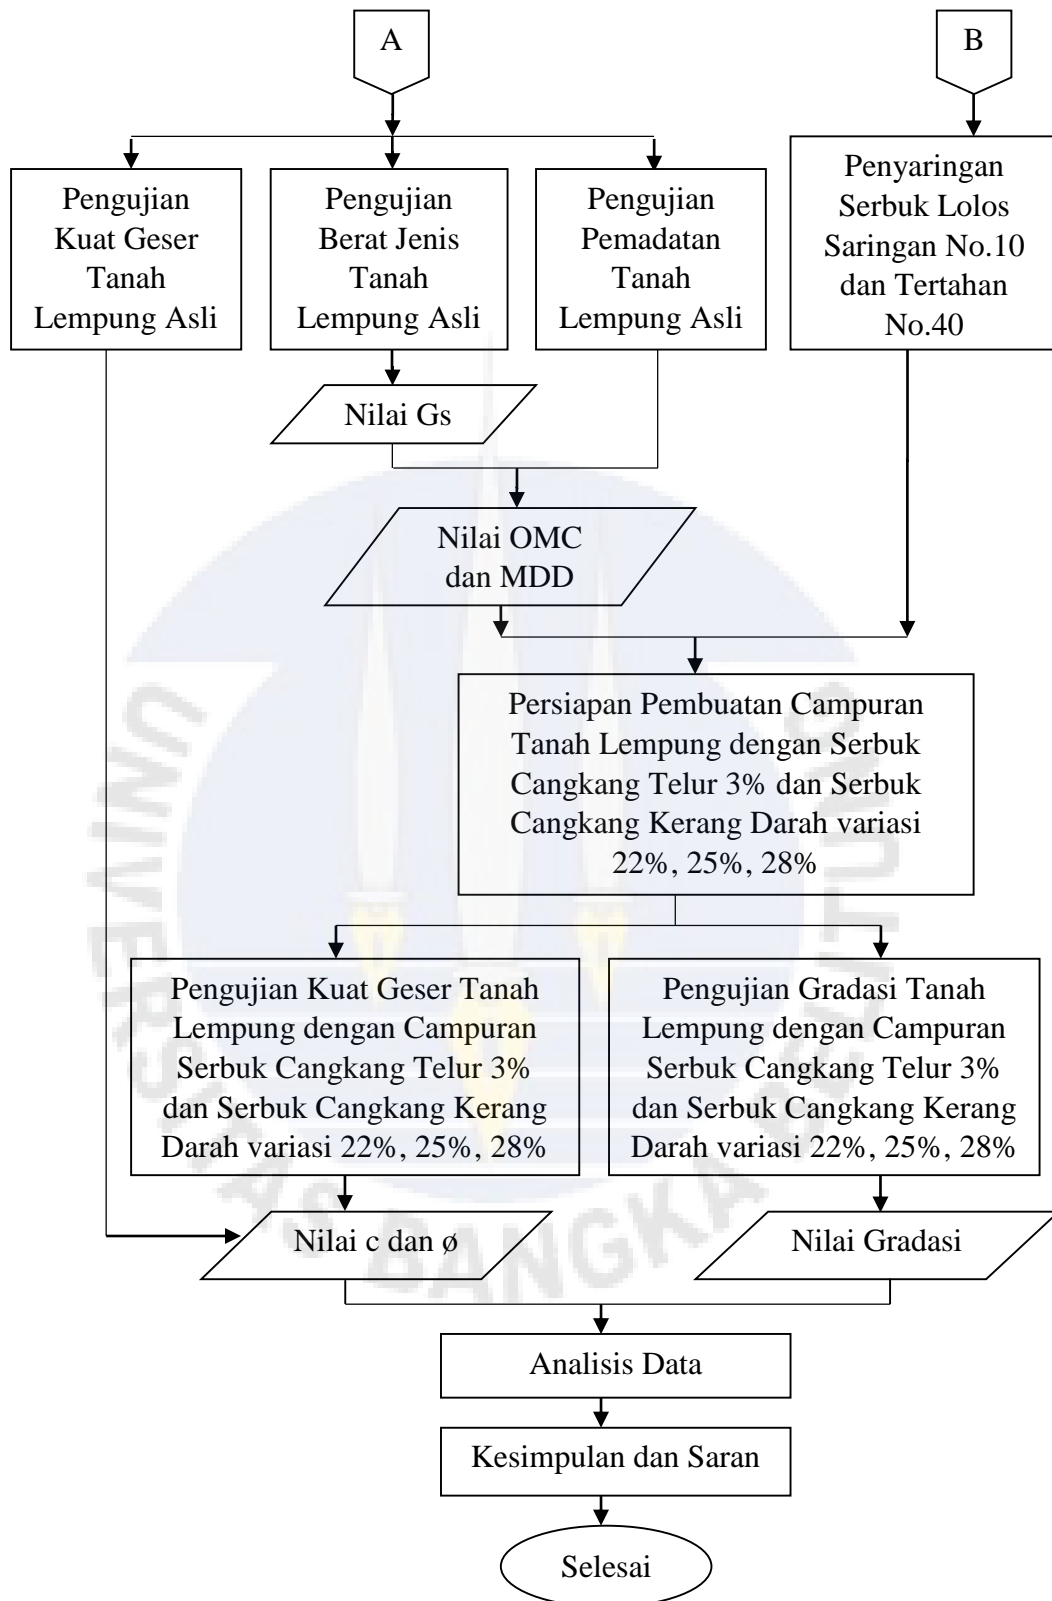 A
B
Pengujian
Kuat Geser
Tanah
Lempung Asli
Pengujian
Berat Jenis
Tanah
Lempung Asli
Pengujian
Pemadatan
Tanah
Lempung Asli
Penyaringan
Serbuk Lolos
Saringan No.10
dan Tertahan
No.40
Nilai Gs
Nilai OMC
dan MDD
Persiapan Pembuatan Campuran
Tanah Lempung dengan Serbuk
Cangkang Telur 3% dan Serbuk
Cangkang Kerang Darah variasi
22%, 25%, 28%
Pengujian Kuat Geser Tanah
Lempung dengan Campuran
Serbuk Cangkang Telur 3%
dan Serbuk Cangkang Kerang
Darah variasi 22%, 25%, 28%
Pengujian Gradasi Tanah
Lempung dengan Campuran
Serbuk Cangkang Telur 3%
dan Serbuk Cangkang Kerang
Darah variasi 22%, 25%, 28%
Nilai c dan ø
Nilai Gradasi
Analisis Data
Kesimpulan dan Saran
Selesai
UNIVERSITAS BANGKA BELITUNG